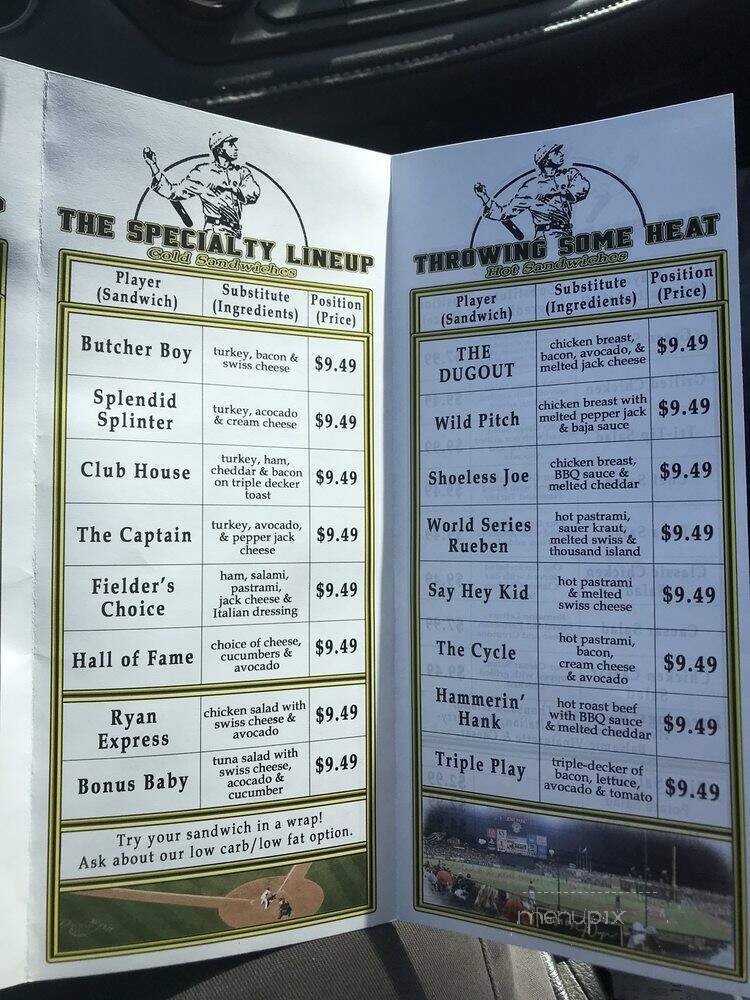 THE SPECIALTY LINEUP
Cold Sandwiches
Player
(Sandwich)
Substitute
(Ingredients)
Position
(Price)
Butcher Boy
turkey, bacon &
swiss cheese
$9.49
Splendid
Splinter
turkey, acocado
& cream cheese
$9.49
Club House
turkey, ham,
cheddar & bacon
on triple decker
toast
$9.49
The Captain
turkey, avocado,
& pepper jack
cheese
$9.49
Fielder's
Choice
ham, salami,
pastrami,
jack cheese &
Italian dressing
$9.49
Hall of Fame
choice of cheese,
cucumbers &
avocado
$9.49
Ryan
Express
chicken salad with
swiss cheese &
avocado
$9.49
Bonus Baby
tuna salad with
swiss cheese,
acocado &
cucumber
$9.49
Try your sandwich in a wrap!
Ask about our low carb/low fat option.
THROWING SOME HEAT
Hot Sandwiches
Player
(Sandwich)
Substitute
(Ingredients)
Position
(Price)
THE
DUGOUT
chicken breast,
bacon, avocado, &
melted jack cheese
$9.49
Wild Pitch
chicken breast with
melted pepper jack
& baja sauce
$9.49
Shoeless Joe
chicken breast,
BBQ sauce &
melted cheddar
$9.49
World Series
Rueben
hot pastrami,
sauer kraut,
melted swiss &
thousand island
$9.49
Say Hey Kid
hot pastrami
& melted
swiss cheese
$9.49
The Cycle
hot pastrami,
bacon,
cream cheese
& avocado
$9.49
Hammerin'
Hank
hot roast beef
with BBQ sauce
& melted cheddar
$9.49
Triple Play
triple-decker of
bacon, lettuce,
avocado & tomato
$9.49
menupix